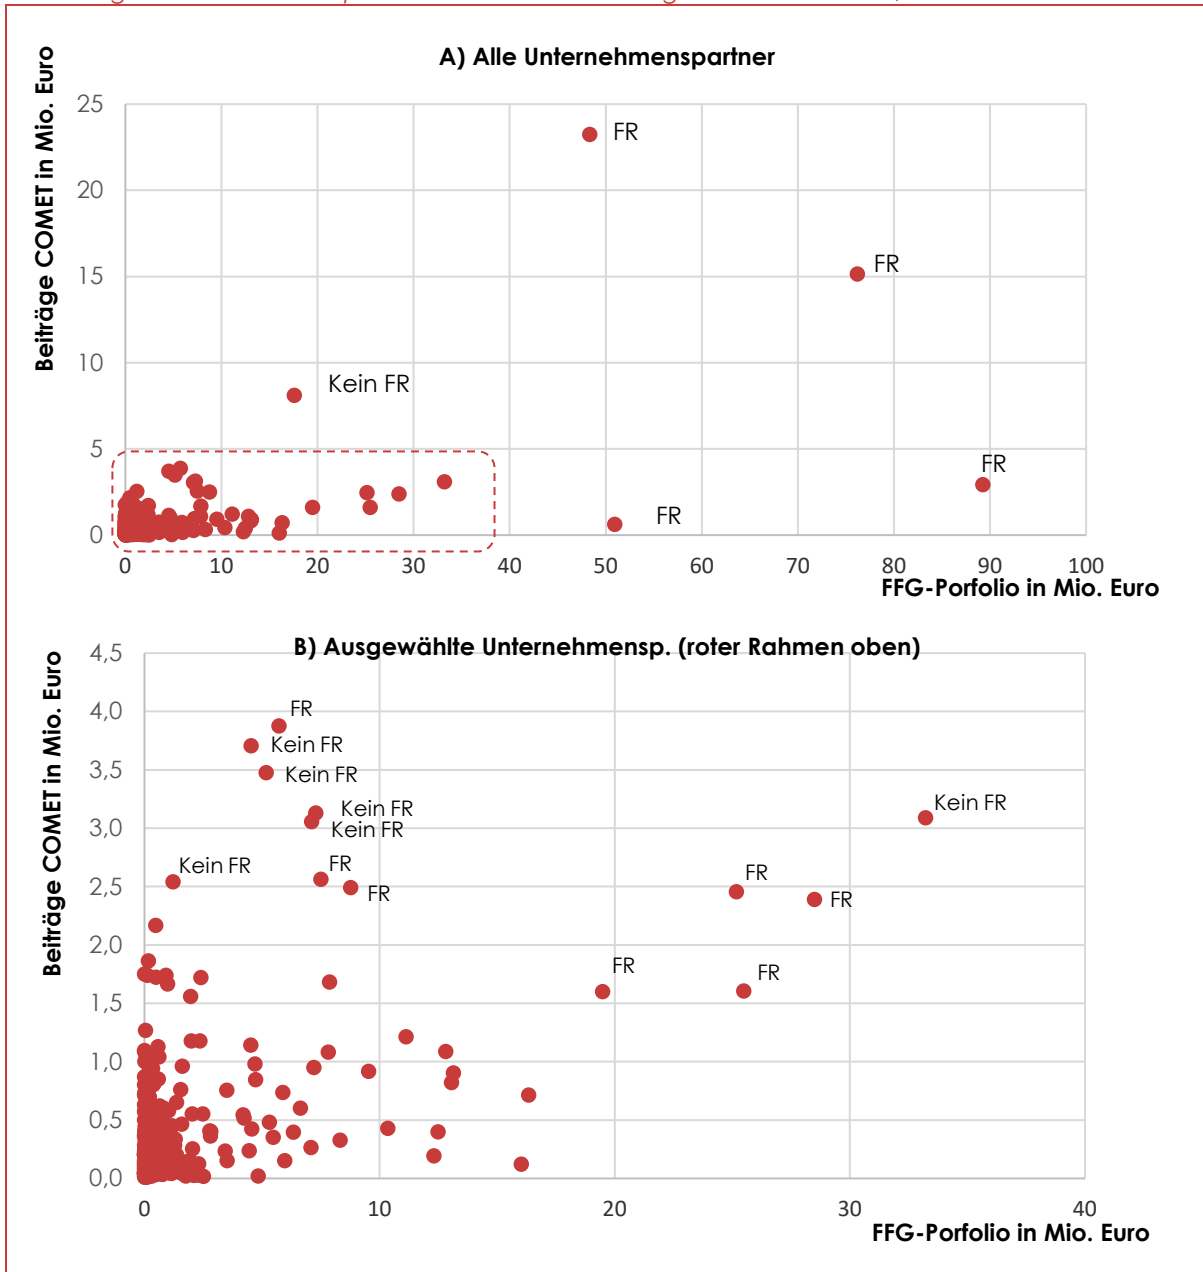 A) Alle Unternehmenspartner
Beiträge COMET in Mio. Euro
25
20
15
10
5
0
FR
FR
Kein FR
FR
FR
0 10 20 30 40 50 60 70 80 90 100
FFG-Porfolio in Mio. Euro
B) Ausgewählte Unternehmensp. (roter Rahmen oben)
Beiträge COMET in Mio. Euro
4,5
4,0
3,5
3,0
2,5
2,0
1,5
1,0
0,5
0,0
FR
Kein FR
Kein FR
Kein FR
Kein FR
Kein FR
Kein FR
FR
FR
FR
FR
FR
FR
0 10 20 30 40
FFG-Porfolio in Mio. Euro